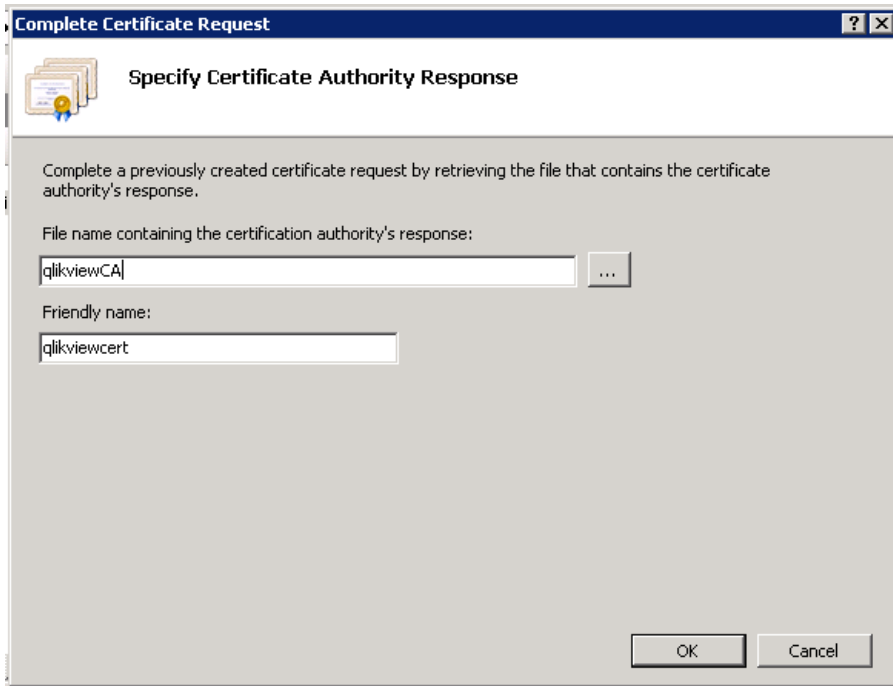 Complete Certificate Request
Specify Certificate Authority Response
Complete a previously created certificate request by retrieving the file that contains the certificate
authority's response.
File name containing the certification authority's response:
qlikviewCA
...
Friendly name:
qlikviewcert
OK
Cancel